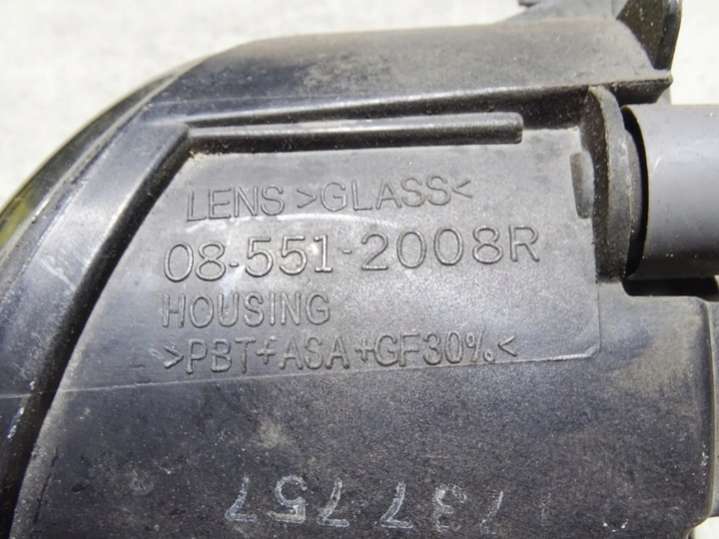 LENS >GLASS<
08-551-2008R
HOUSING
>PBT+ASA+GF30%<
737757